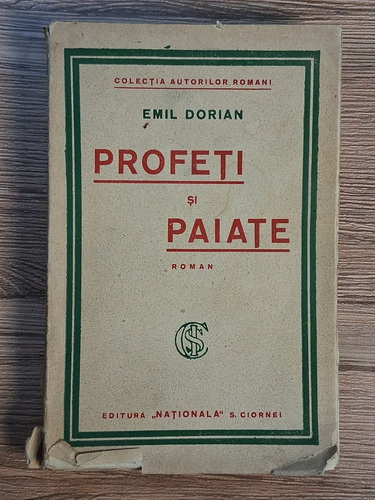 COLECȚIA AUTORILOR ROMANI
EMIL DORIAN
PROFEȚI
ȘI
PAIAȚE
ROMAN
EDITURA „NAȚIONALA" S. CIORNEI